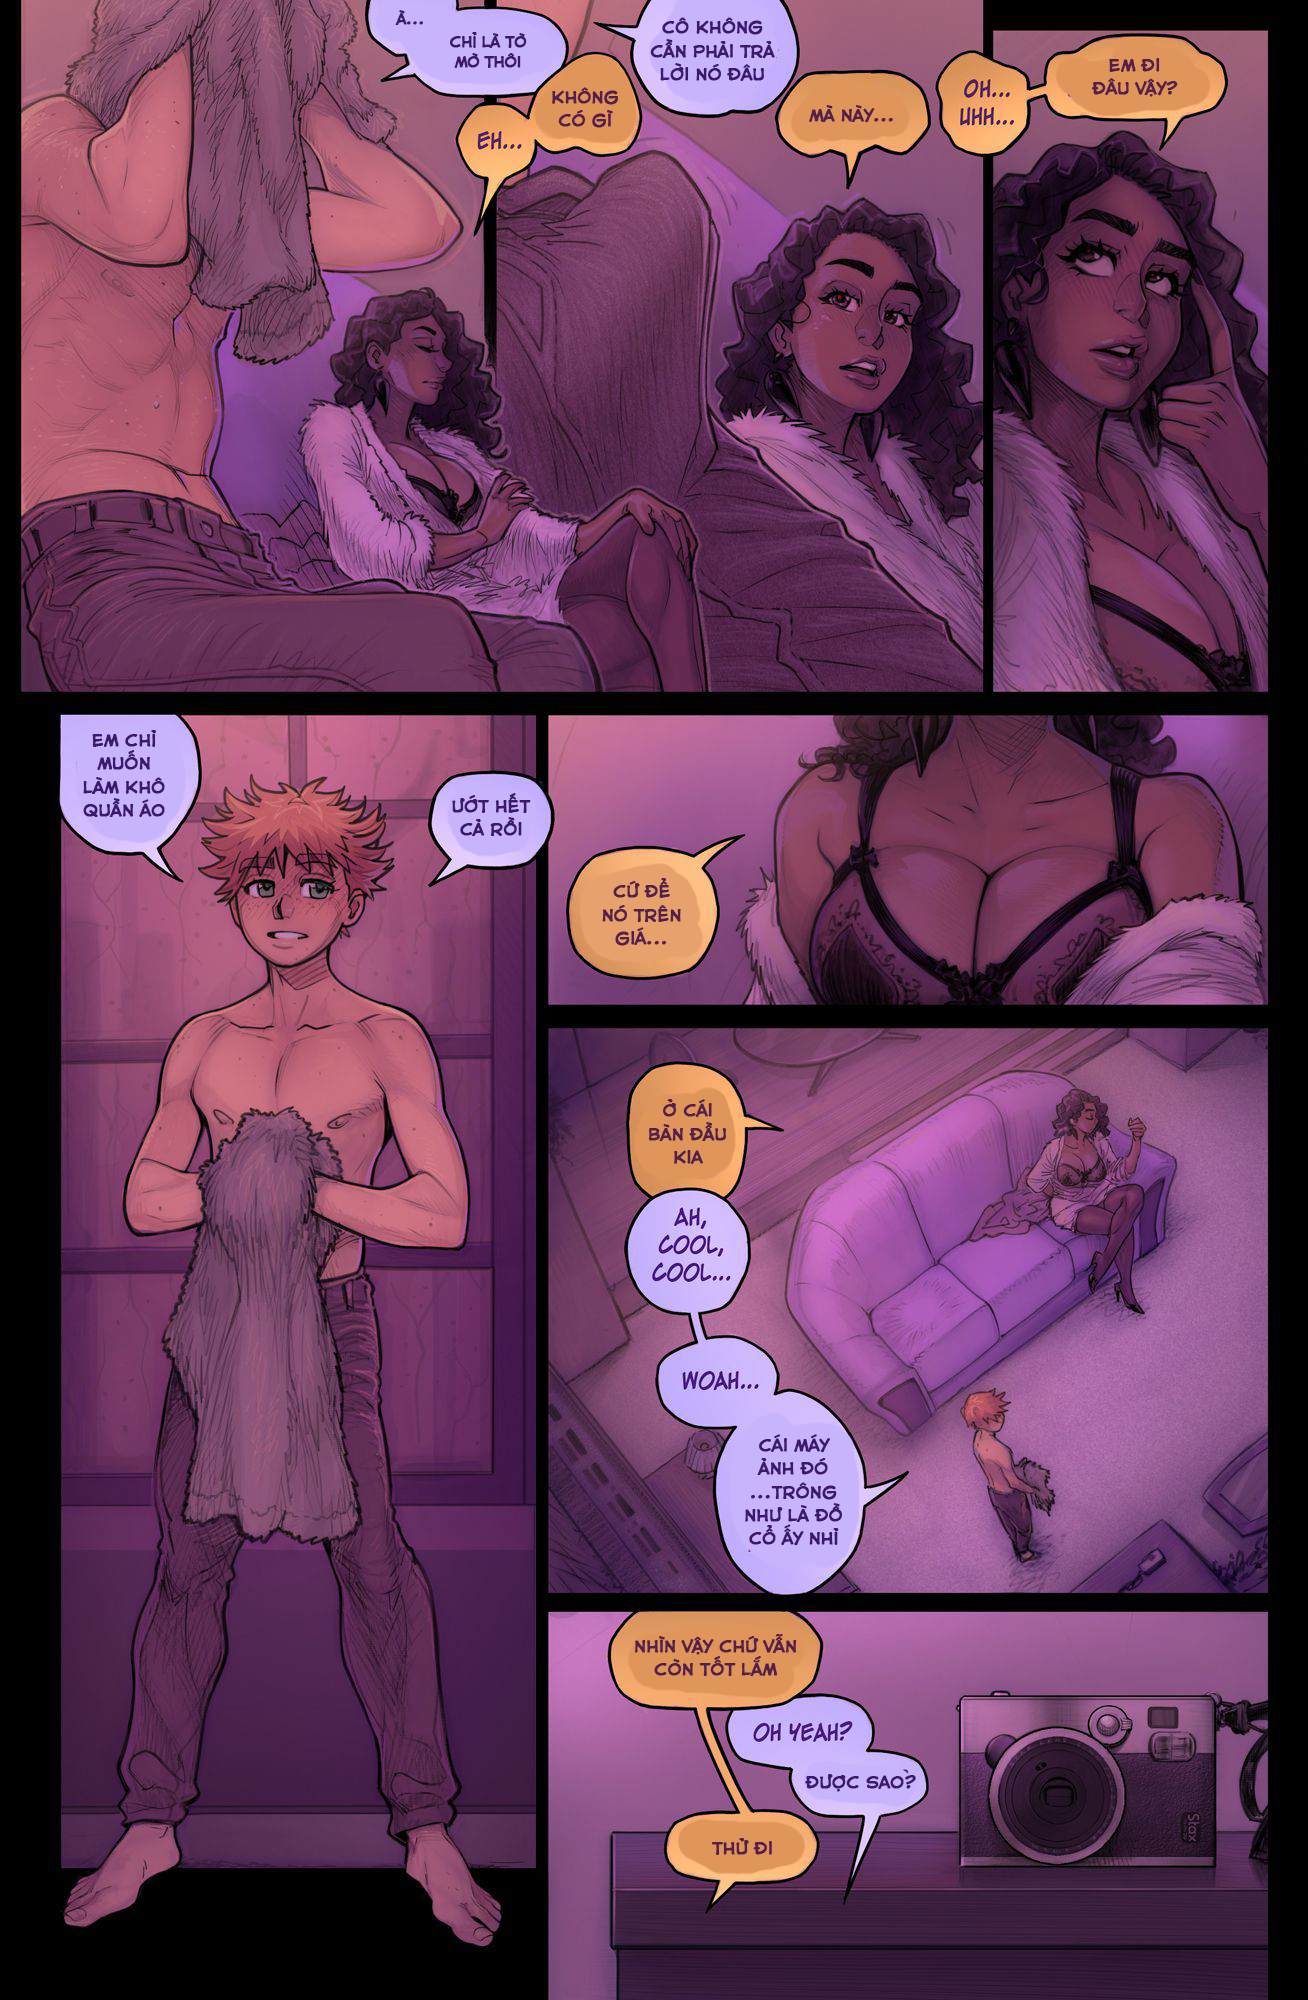 À...
CHỈ LÀ TÒ
MÒ THÔI
CÔ KHÔNG
CẦN PHẢI TRẢ
LỜI NÓ ĐÂU
KHÔNG
CÓ GÌ
EH...
MÀ NÀY...
OH...
UHH...
EM ĐI
ĐÂU VẬY?
EM CHỈ
MUỐN
LÀM KHÔ
QUẦN ÁO
ƯỚT HẾT
CẢ RỒI
CỨ ĐỂ
NÓ TRÊN
GIÁ...
Ở CÁI
BÀN ĐẦU
KIA
AH,
COOL,
COOL...
WOAH...
CÁI MÁY
ẢNH ĐÓ
...TRÔNG
NHƯ LÀ ĐỒ
CỔ ẤY NHỈ
NHÌN VẬY CHỨ VẪN
CÒN TỐT LẮM
OH YEAH?
ĐƯỢC SAO?
THỬ ĐI
Stax